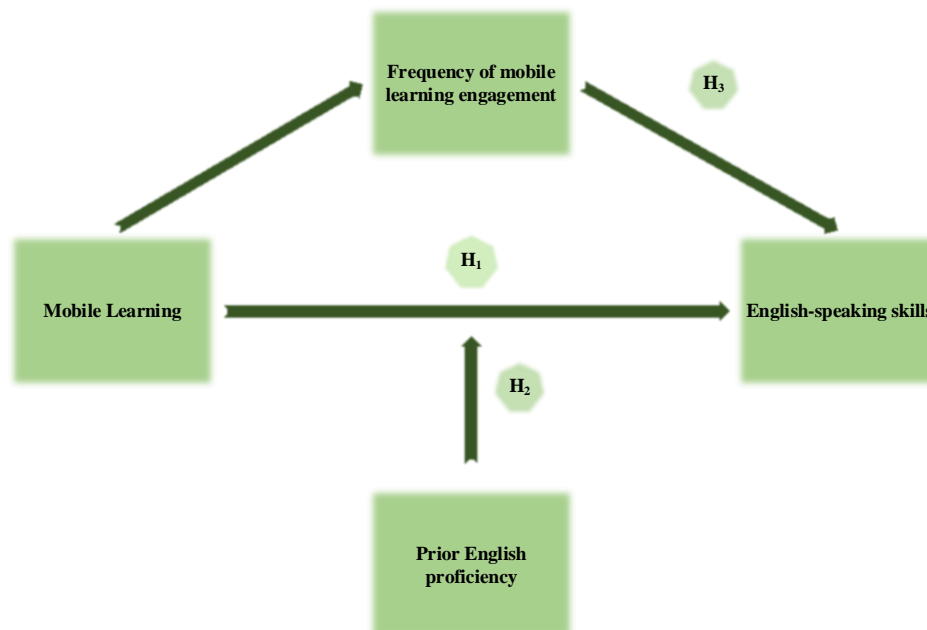 Frequency of mobile
learning engagement
H₃
H₁
Mobile Learning
English-speaking skills
H₂
Prior English
proficiency